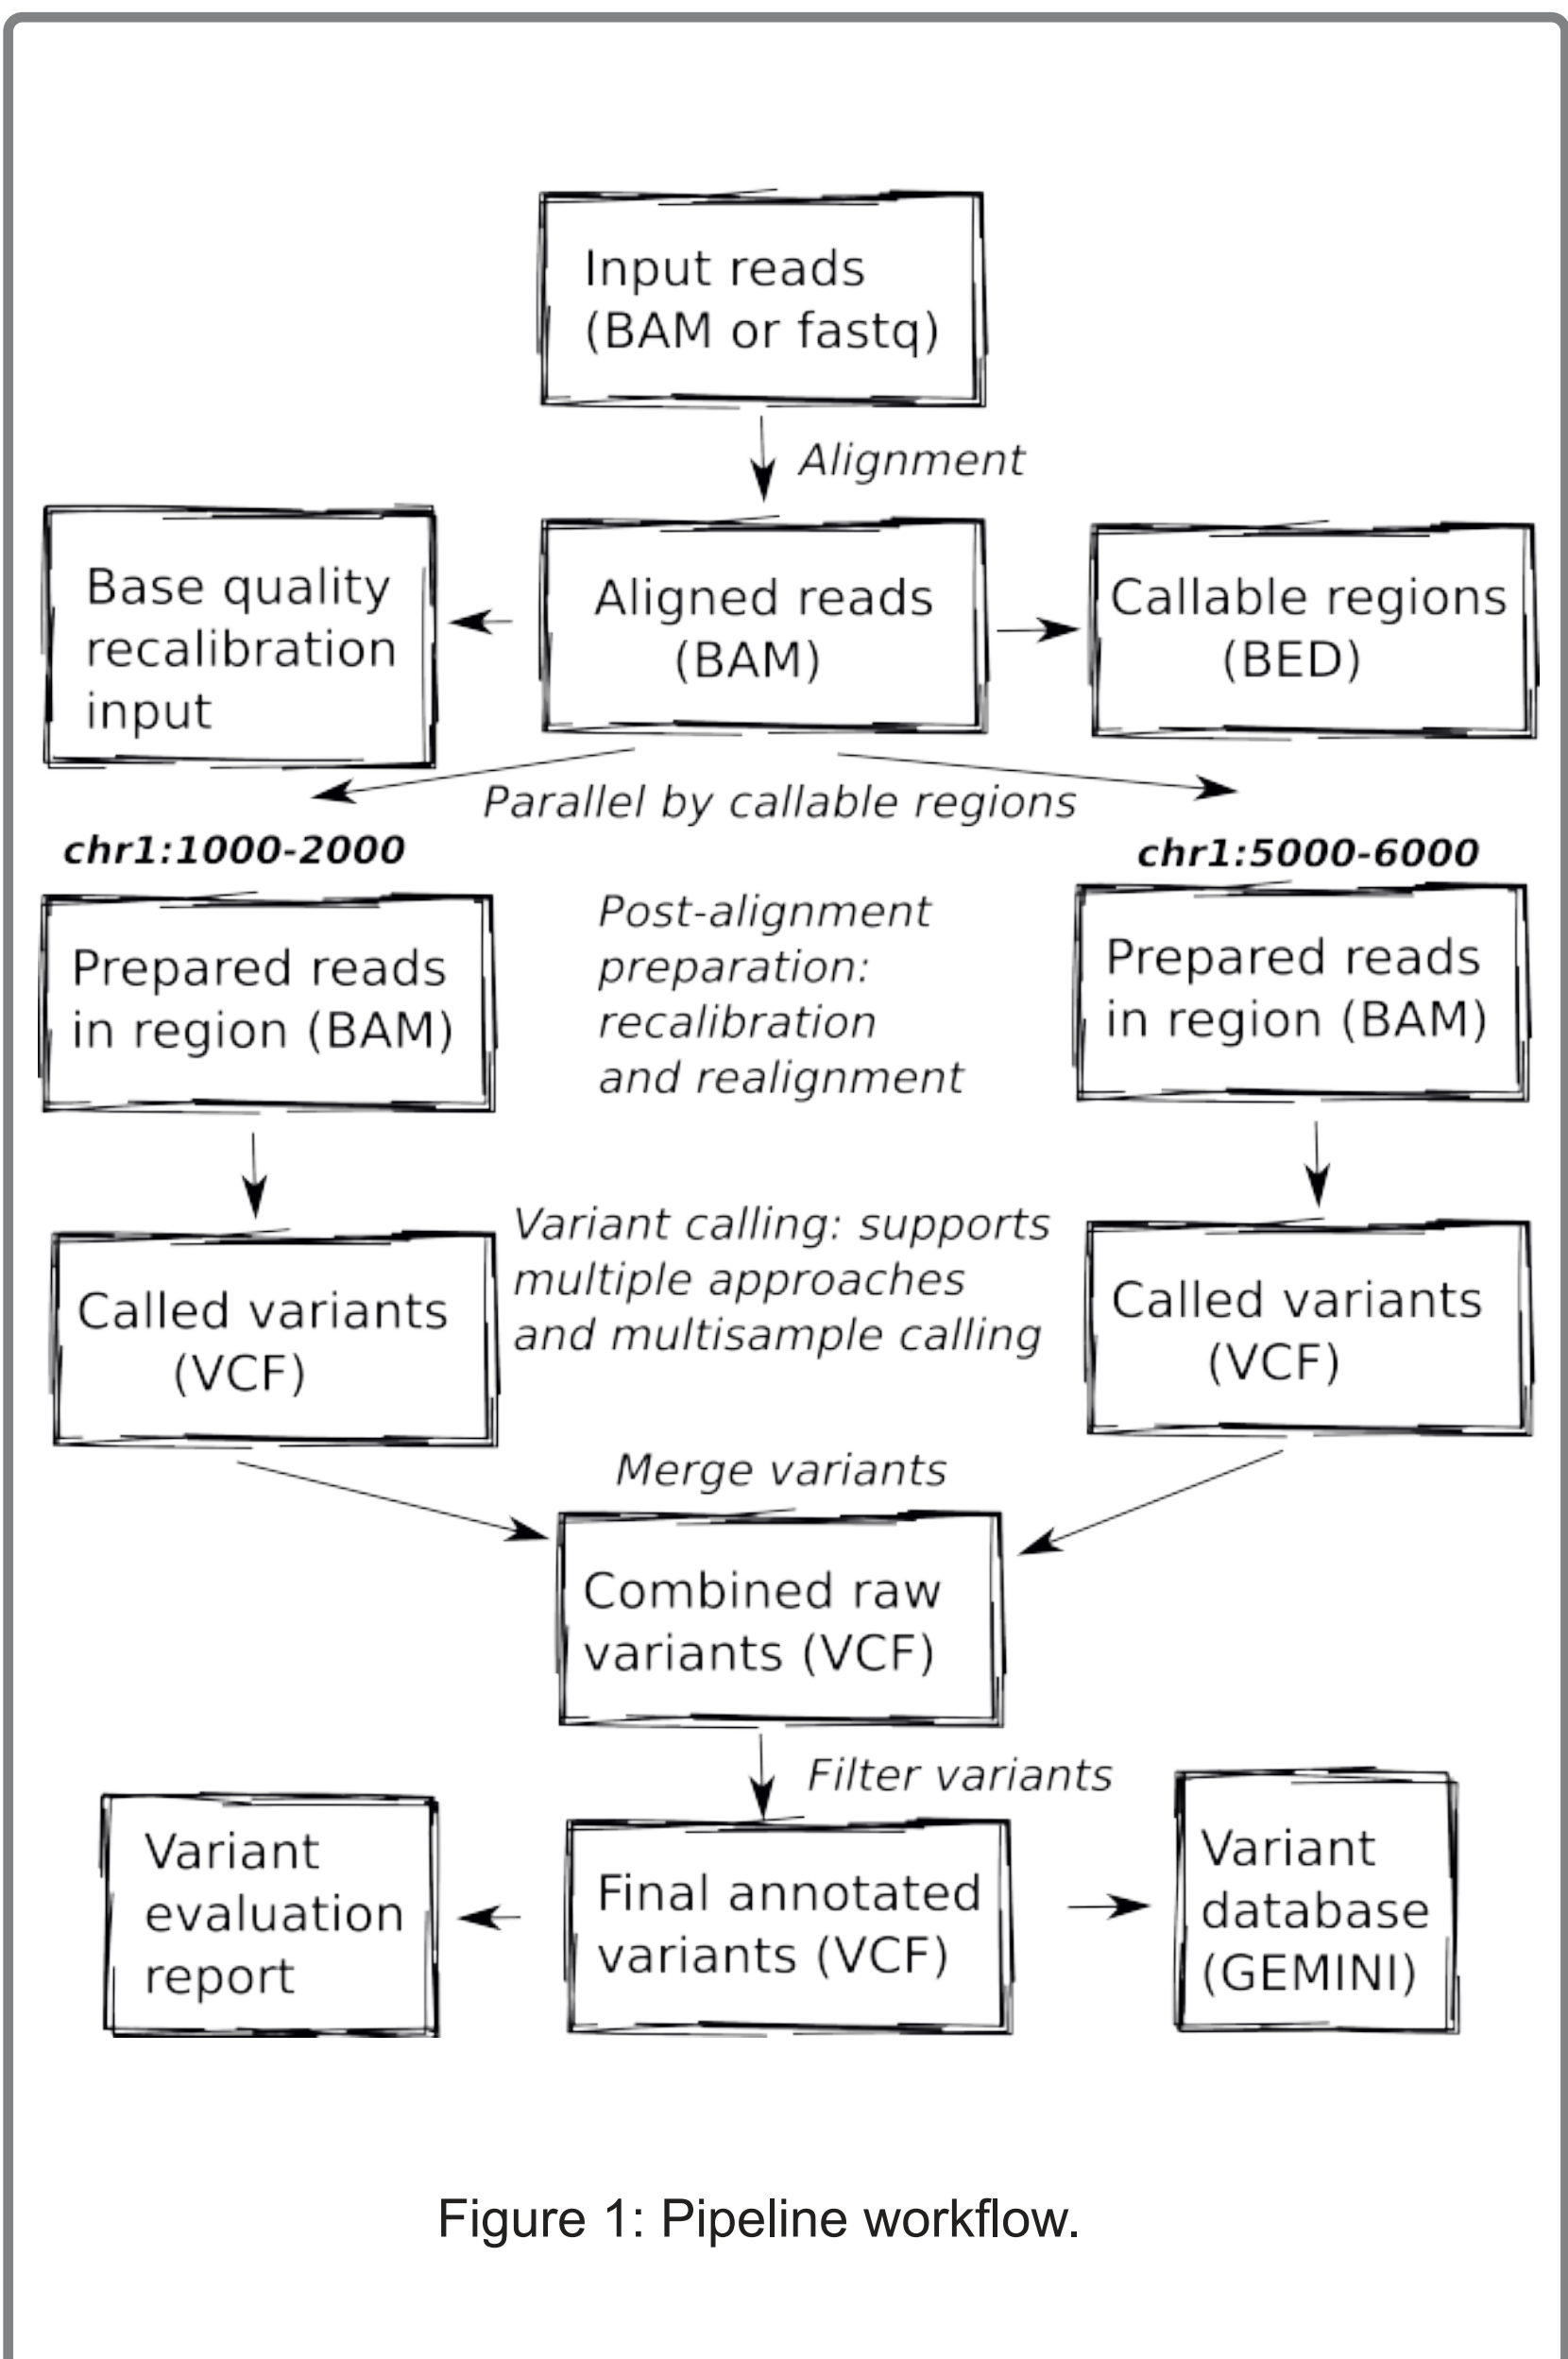 Input reads
(BAM or fastq)
Alignment
Base quality
recalibration
input
Aligned reads
(BAM)
Callable regions
(BED)
Parallel by callable regions
chr1:1000-2000
chr1:5000-6000
Prepared reads
in region (BAM)
Post-alignment
preparation:
recalibration
and realignment
Prepared reads
in region (BAM)
Called variants
(VCF)
Variant calling: supports
multiple approaches
and multisample calling
Called variants
(VCF)
Merge variants
Combined raw
variants (VCF)
Filter variants
Variant
evaluation
report
Final annotated
variants (VCF)
Variant
database
(GEMINI)
Figure 1: Pipeline workflow.